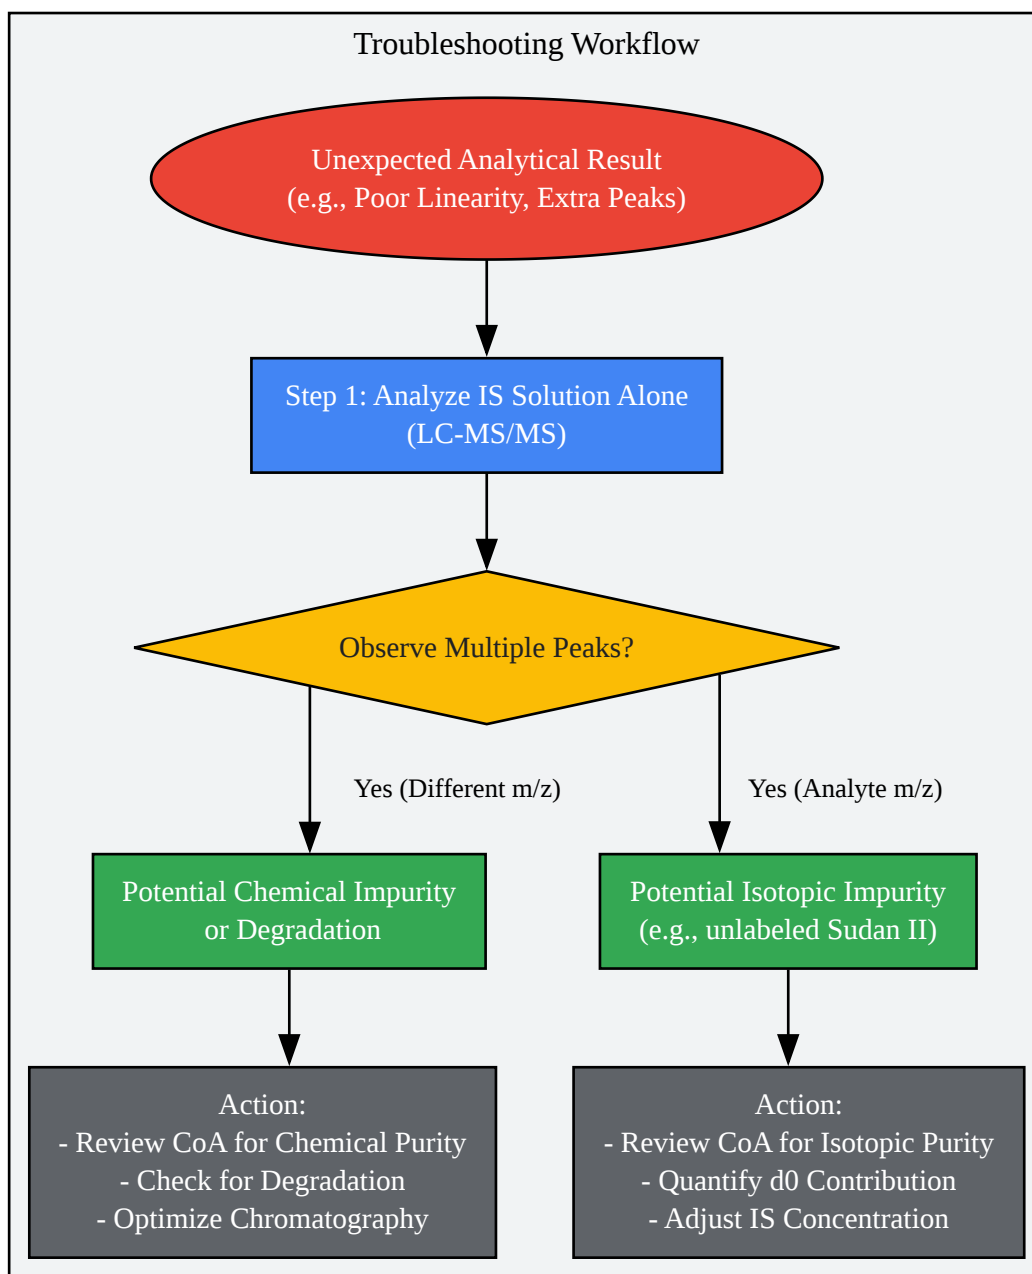 Troubleshooting Workflow
Unexpected Analytical Result
(e.g., Poor Linearity, Extra Peaks)
Step 1: Analyze IS Solution Alone
(LC-MS/MS)
Observe Multiple Peaks?
Yes (Different m/z)
Yes (Analyte m/z)
Potential Chemical Impurity
or Degradation
Potential Isotopic Impurity
(e.g., unlabeled Sudan II)
Action:
- Review CoA for Chemical Purity
- Check for Degradation
- Optimize Chromatography
Action:
- Review CoA for Isotopic Purity
- Quantify d0 Contribution
- Adjust IS Concentration